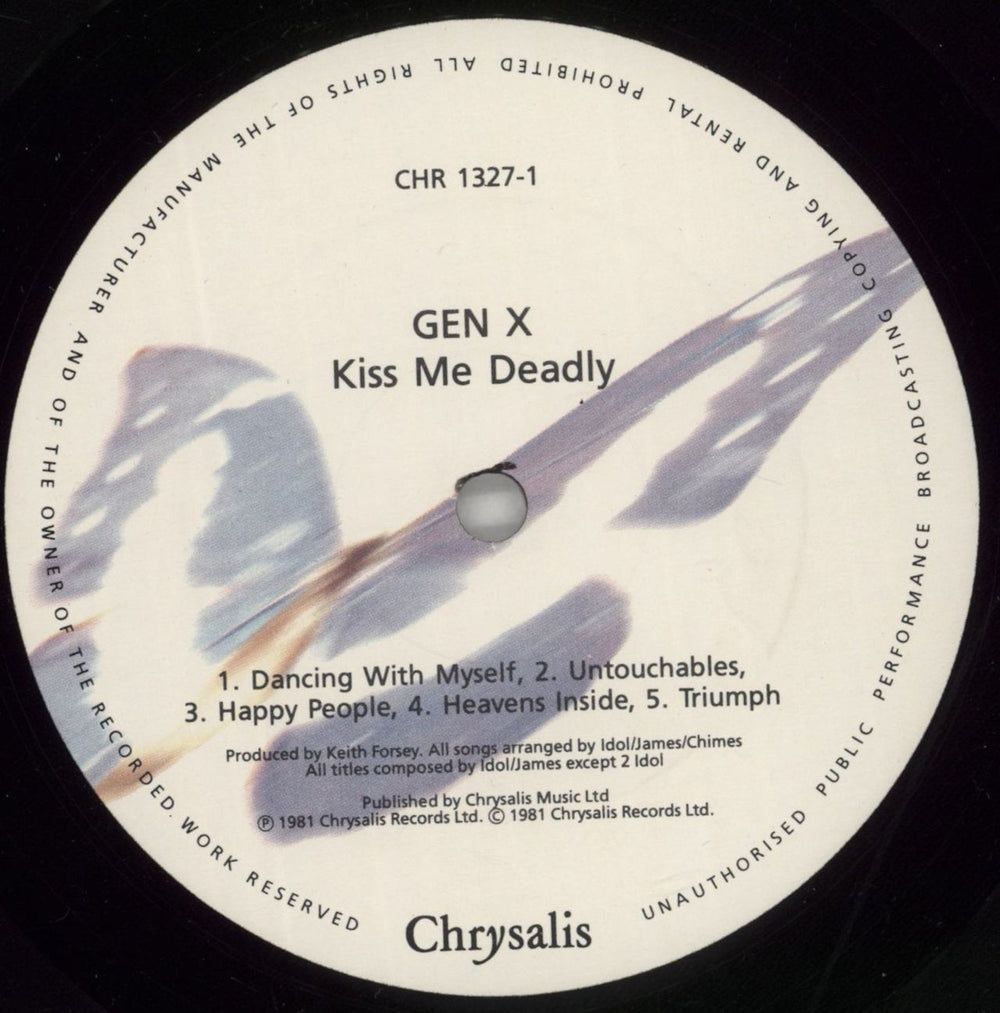 CHR 1327-1
GEN X
Kiss Me Deadly
1. Dancing With Myself, 2. Untouchables,
3. Happy People, 4. Heavens Inside, 5. Triumph
Produced by Keith Forsey. All songs arranged by Idol/James/Chimes
All titles composed by Idol/James except 2 Idol
Published by Chrysalis Music Ltd
℗ 1981 Chrysalis Records Ltd. © 1981 Chrysalis Records Ltd.
Chrysalis
UNAUTHORISED PUBLIC PERFORMANCE BROADCASTING COPYING AND RENTAL PROHIBITED ALL RIGHTS OF THE MANUFACTURER AND OF THE OWNER OF THE RECORDED. WORK RESERVED